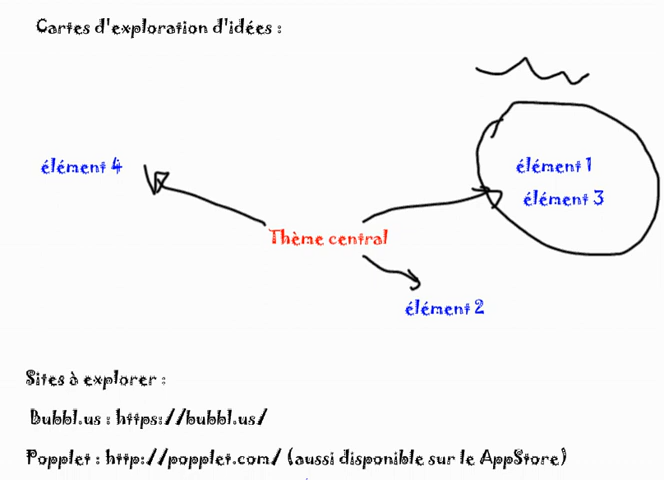 Cartes d'exploration d'idées :
élément 1
élément 4
élément 3
Thème central
élément 2
Sites à explorer :
Bubbl.us : https://bubbl.us/
Popplet : http://popplet.com/ (aussi disponible sur le AppStore)